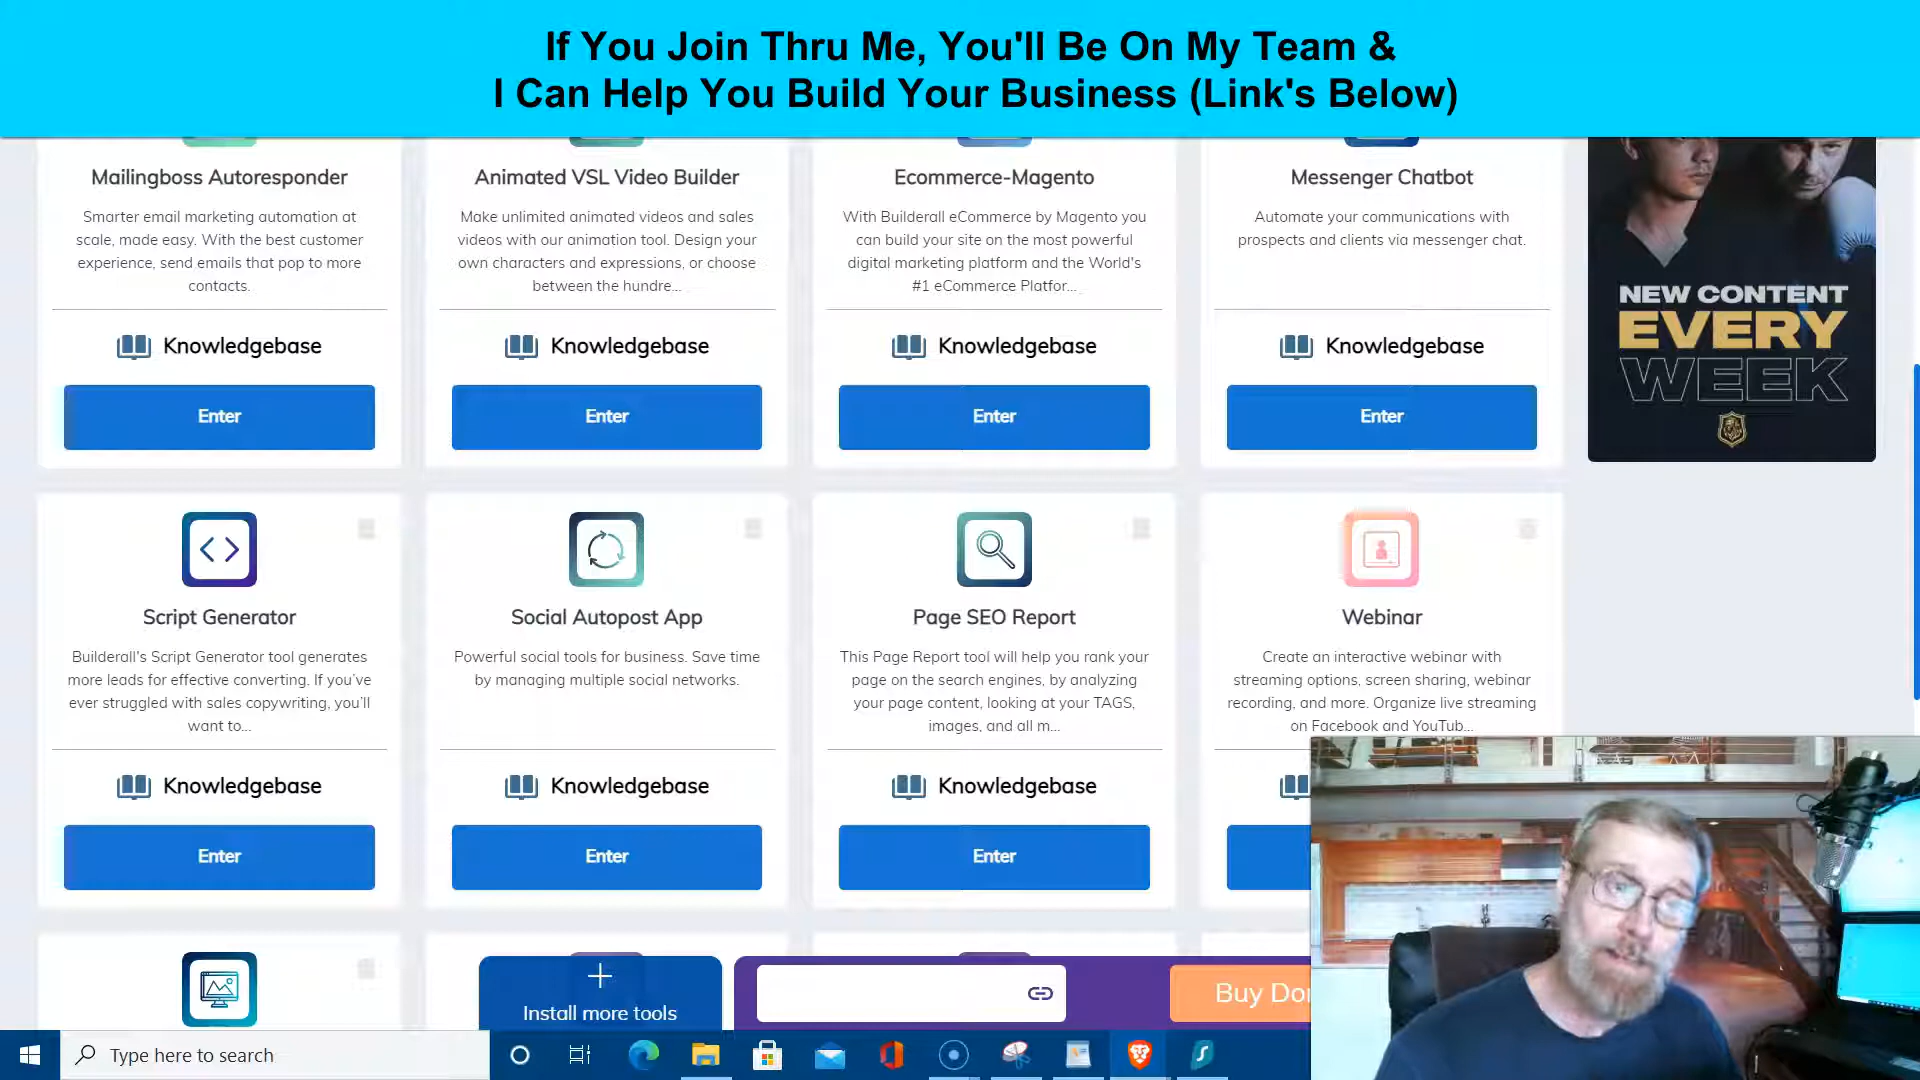 If You Join Thru Me, You'll Be On My Team &
I Can Help You Build Your Business (Link's Below)
Mailingboss Autoresponder
Smarter email marketing automation at
scale, made easy. With the best customer
experience, send emails that pop to more
contacts.
Knowledgebase
Enter
Animated VSL Video Builder
Make unlimited animated videos and sales
videos with our animation tool. Design your
own characters and expressions, or choose
between the hundre...
Knowledgebase
Enter
Ecommerce-Magento
With Builderall eCommerce by Magento you
can build your site on the most powerful
digital marketing platform and the World's
#1 eCommerce Platfor...
Knowledgebase
Enter
Messenger Chatbot
Automate your communications with
prospects and clients via messenger chat.
Knowledgebase
Enter
NEW CONTENT
EVERY
WEEK
Script Generator
Builderall's Script Generator tool generates
more leads for effective converting. If you've
ever struggled with sales copywriting, you'll
want to...
Knowledgebase
Enter
Social Autopost App
Powerful social tools for business. Save time
by managing multiple social networks.
Knowledgebase
Enter
Page SEO Report
This Page Report tool will help you rank your
page on the search engines, by analyzing
your page content, looking at your TAGS,
images, and all m...
Knowledgebase
Enter
Webinar
Create an interactive webinar with
streaming options, screen sharing, webinar
recording, and more. Organize live streaming
on Facebook and YouTub...
Install more tools
Buy Do
Type here to search